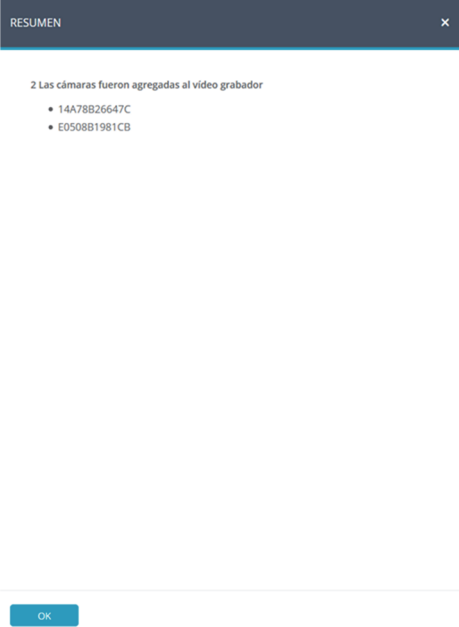 RESUMEN ×
2 Las cámaras fueron agregadas al vídeo grabador
• 14A78B26647C
• E0508B1981CB
OK